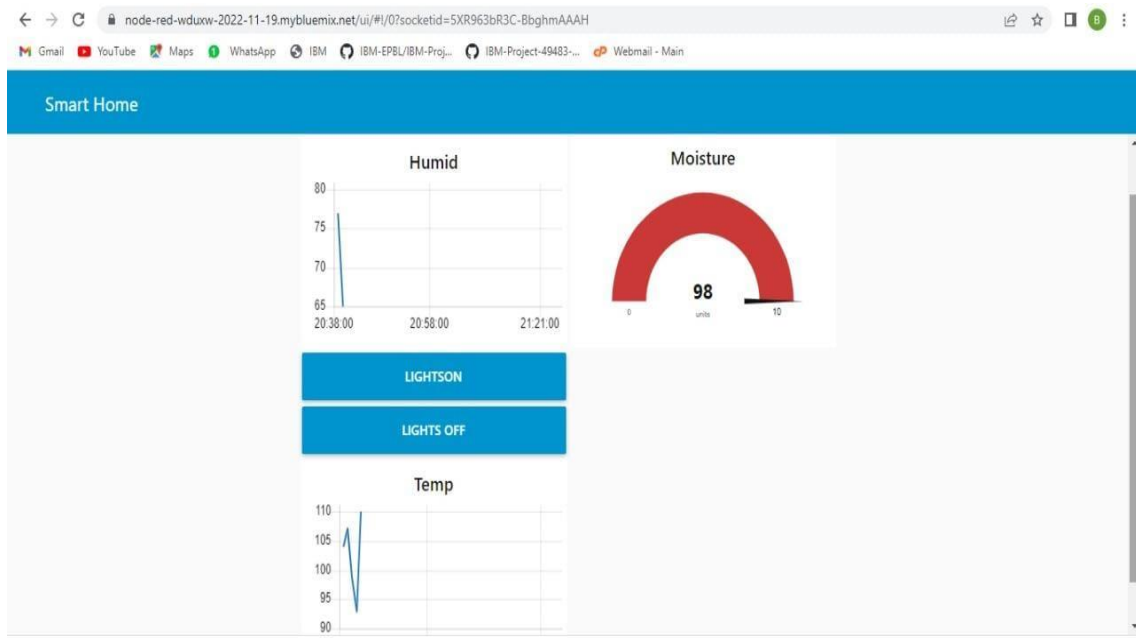 node-red-wduxw-2022-11-19.mybluemix.net/ui/#!/0?socketid=5XR963bR3C-BbghmAAAH
B
Gmail YouTube Maps WhatsApp IBM IBM-EPBL/IBM-Proj... IBM-Project-49483-... cP Webmail - Main
Smart Home
Humid
80
75
70
65
20:38:00 20:58:00 21:21:00
Moisture
98
units
0 10
LIGHTSON
LIGHTS OFF
Temp
110
105
100
95
90